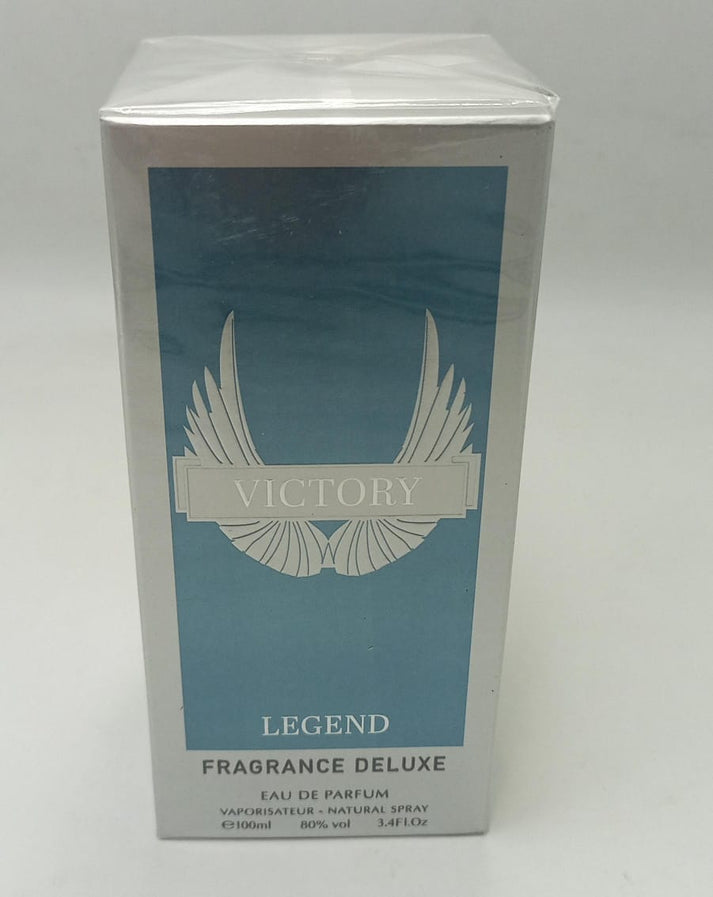 VICTORY
LEGEND
FRAGRANCE DELUXE
EAU DE PARFUM
VAPORISATEUR - NATURAL SPRAY
℮100ml 80% vol 3.4Fl.Oz